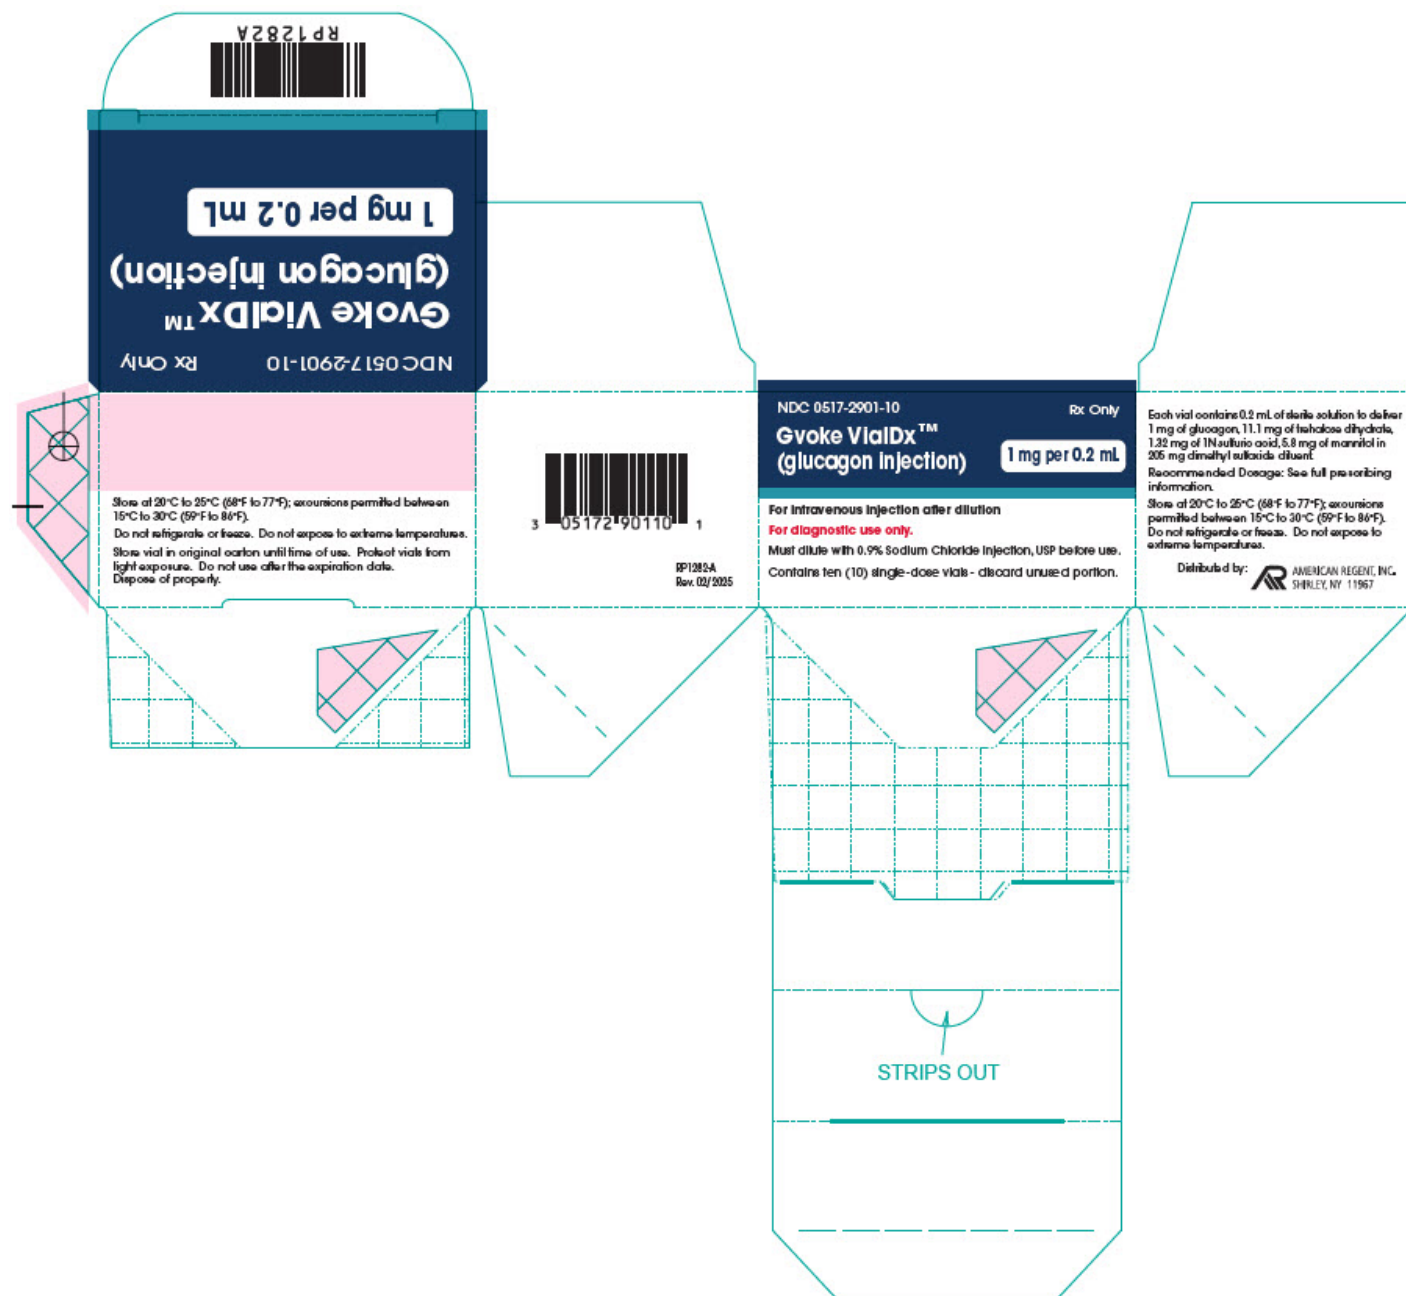 RP1282A
1 mg per 0.2 mL
(glucagon injection)
Gvoke VialDx™
NDC 0517-2901-10 Rx Only
Store at 20°C to 25°C (68°F to 77°F); excursions permitted between
15°C to 30°C (59°F to 86°F).
Do not refrigerate or freeze. Do not expose to extreme temperatures.
Store vial in original carton until time of use. Protect vials from
light exposure. Do not use after the expiration date.
Dispose of properly.
3 05172 90110 1
RP1282-A
Rev. 02/2025
NDC 0517-2901-10 Rx Only
Gvoke VialDx™
(glucagon injection)
1 mg per 0.2 mL
For intravenous injection after dilution
For diagnostic use only.
Must dilute with 0.9% Sodium Chloride Injection, USP before use.
Contains ten (10) single-dose vials - discard unused portion.
Each vial contains 0.2 mL of sterile solution to deliver
1 mg of glucagon, 11.1 mg of trehalose dihydrate,
1.32 mg of 1N sulfuric acid, 5.8 mg of mannitol in
205 mg dimethyl sulfoxide diluent.
Recommended Dosage: See full prescribing
information.
Store at 20°C to 25°C (68°F to 77°F); excursions
permitted between 15°C to 30°C (59°F to 86°F).
Do not refrigerate or freeze. Do not expose to
extreme temperatures.
Distributed by:
AR
AMERICAN REGENT, INC.
SHIRLEY, NY 11967
STRIPS OUT